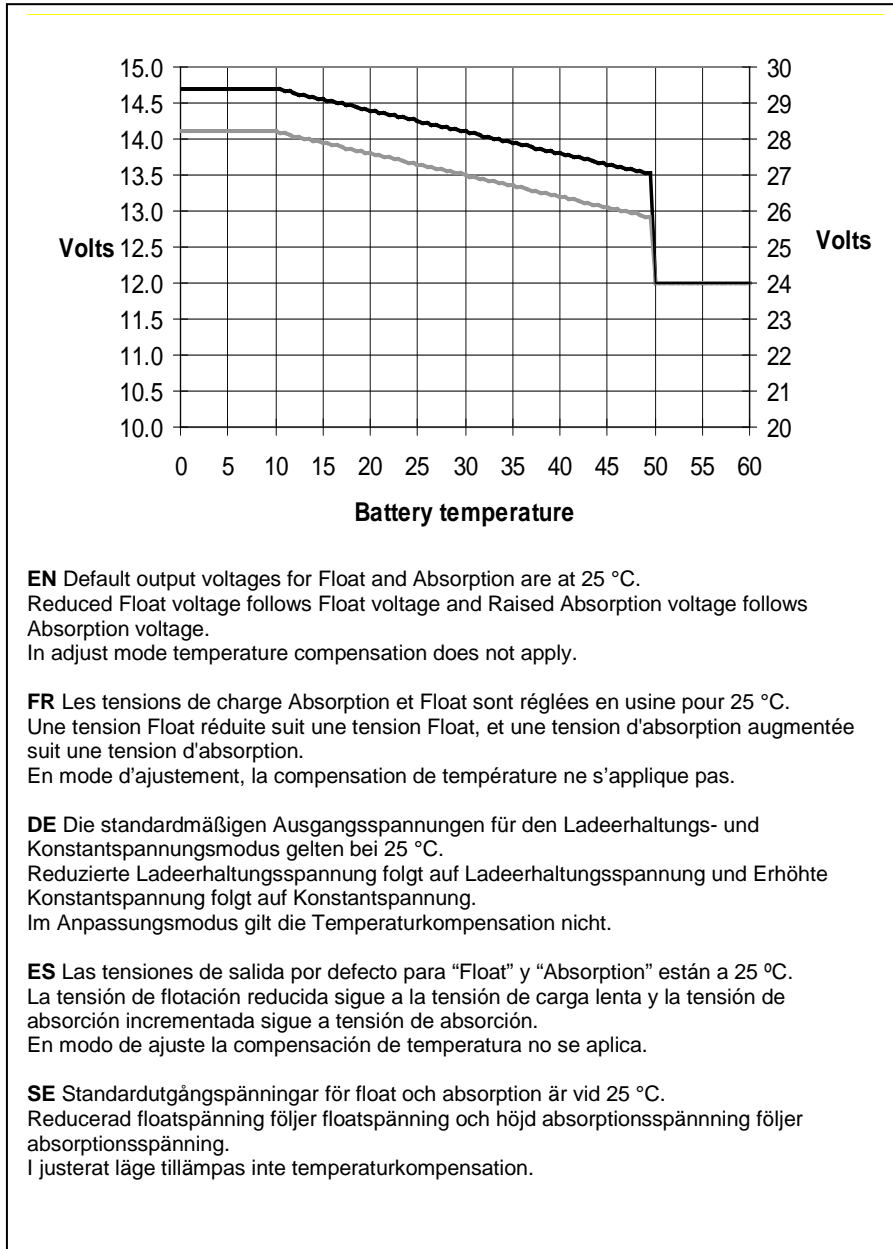 15.0
14.5
14.0
13.5
13.0
Volts 12.5
12.0
11.5
11.0
10.5
10.0
30
29
28
27
26
25 Volts
24
23
22
21
20
0 5 10 15 20 25 30 35 40 45 50 55 60
Battery temperature
EN Default output voltages for Float and Absorption are at 25 °C.
Reduced Float voltage follows Float voltage and Raised Absorption voltage follows
Absorption voltage.
In adjust mode temperature compensation does not apply.
FR Les tensions de charge Absorption et Float sont réglées en usine pour 25 °C.
Une tension Float réduite suit une tension Float, et une tension d'absorption augmentée
suit une tension d'absorption.
En mode d’ajustement, la compensation de température ne s’applique pas.
DE Die standardmäßigen Ausgangsspannungen für den Ladeerhaltungs- und
Konstantspannungsmodus gelten bei 25 °C.
Reduzierte Ladeerhaltungsspannung folgt auf Ladeerhaltungsspannung und Erhöhte
Konstantspannung folgt auf Konstantspannung.
Im Anpassungsmodus gilt die Temperaturkompensation nicht.
ES Las tensiones de salida por defecto para “Float” y “Absorption” están a 25 ºC.
La tensión de flotación reducida sigue a la tensión de carga lenta y la tensión de
absorción incrementada sigue a tensión de absorción.
En modo de ajuste la compensación de temperatura no se aplica.
SE Standardutgångspänningar för float och absorption är vid 25 °C.
Reducerad floatspänning följer floatspänning och höjd absorptionsspännning följer
absorptionsspänning.
I justerat läge tillämpas inte temperaturkompensation.